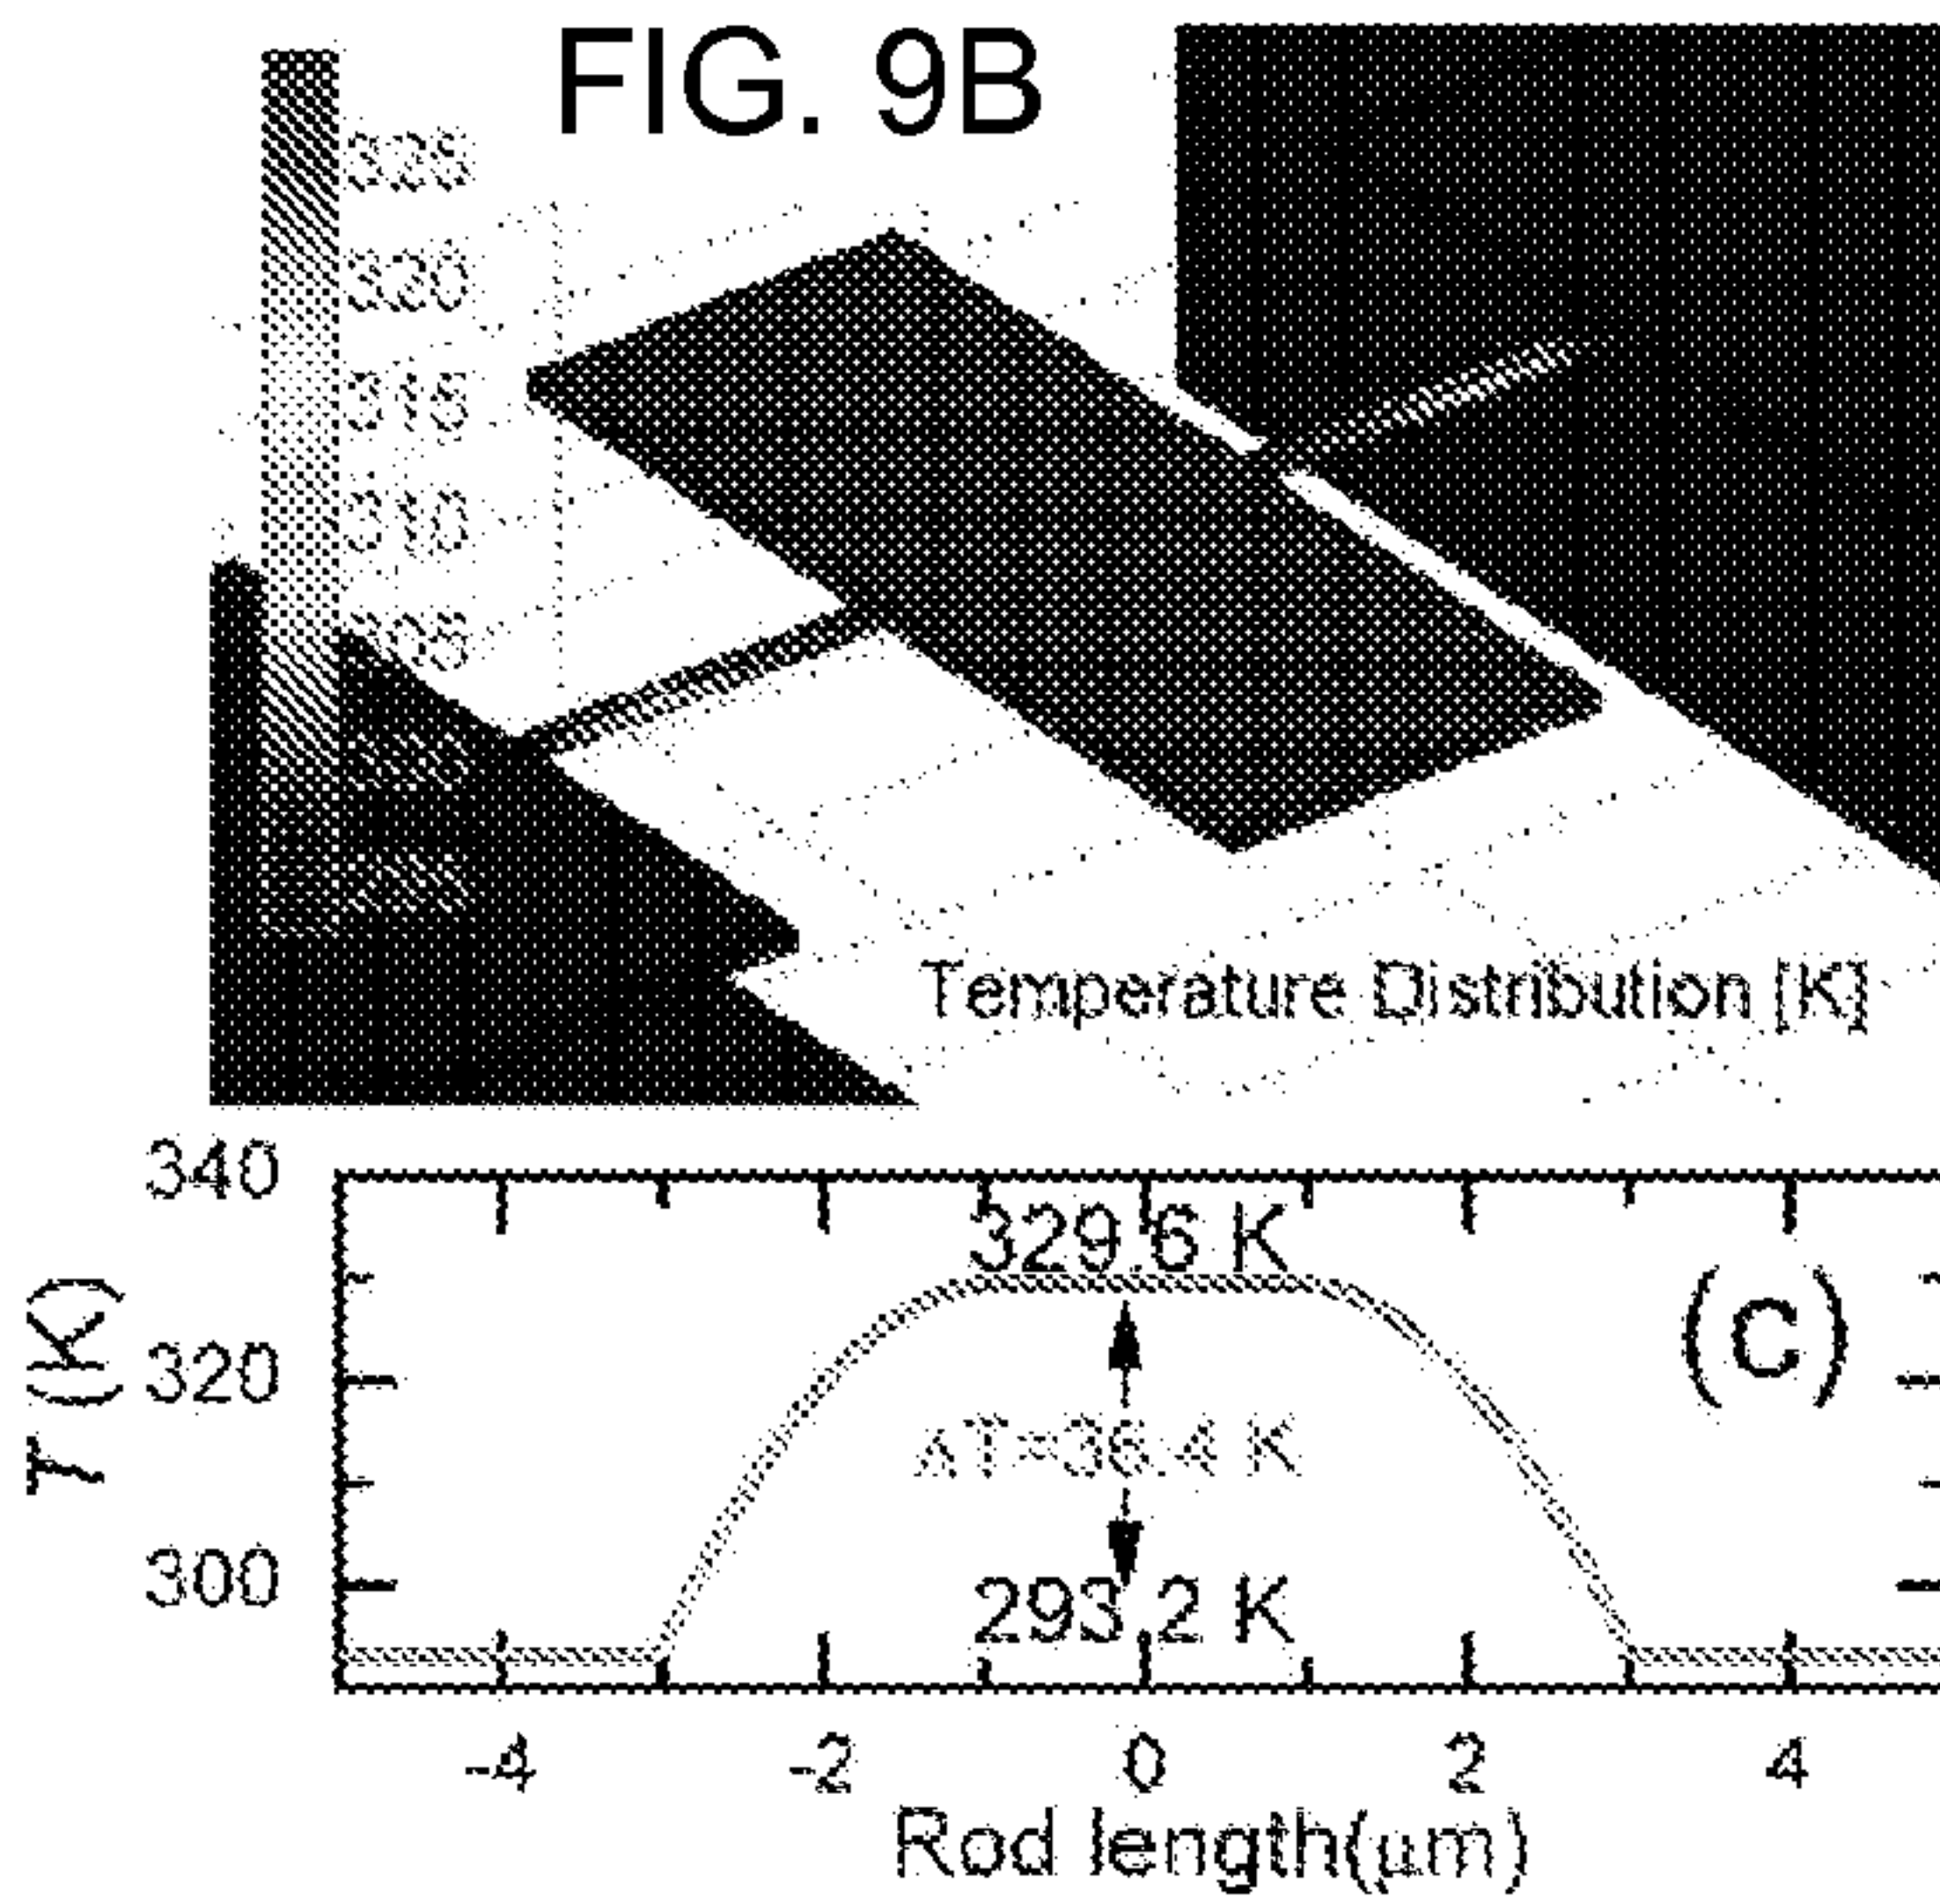 FIG. 9B
325
320
315
310
305
Temperature Distribution [K]
340
329.6 K
(c)
T (K)
320
ΔT=36.4 K
300
293.2 K
-4 -2 0 2 4
Rod length(μm)